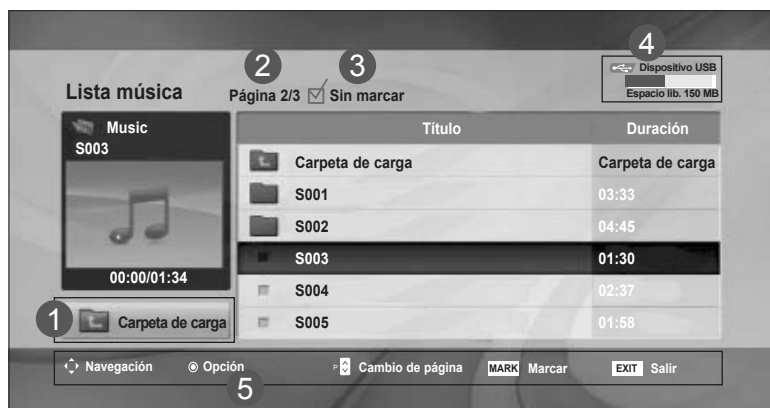 2 3 4
Dispositivo USB
Espacio lib. 150 MB
Lista música
Página 2/3 Sin marcar
Music
S003
00:00/01:34
Título Duración
Carpeta de carga Carpeta de carga
S001 03:33
S002 04:45
S003 01:30
S004 02:37
S005 01:58
1 Carpeta de carga
Navegación Opción P Cambio de página MARK Marcar EXIT Salir
5